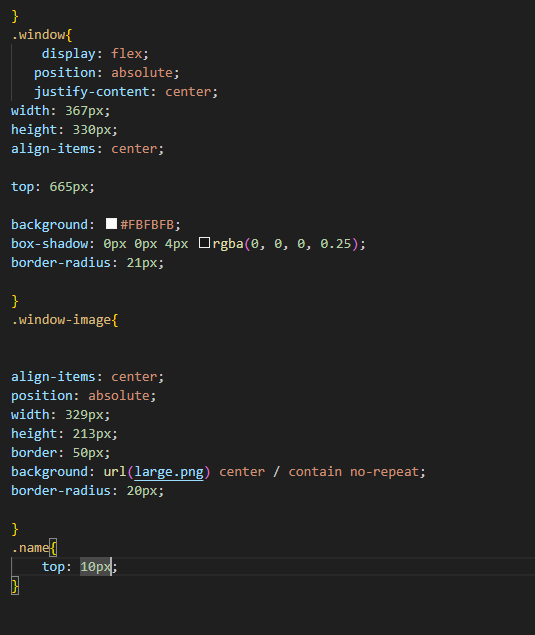 }
.window{
display: flex;
position: absolute;
justify-content: center;
width: 367px;
height: 330px;
align-items: center;
top: 665px;
background: #FBFBFB;
box-shadow: 0px 0px 4px rgba(0, 0, 0, 0.25);
border-radius: 21px;
}
.window-image{
align-items: center;
position: absolute;
width: 329px;
height: 213px;
border: 50px;
background: url(large.png) center / contain no-repeat;
border-radius: 20px;
}
.name{
top: 10px;
}